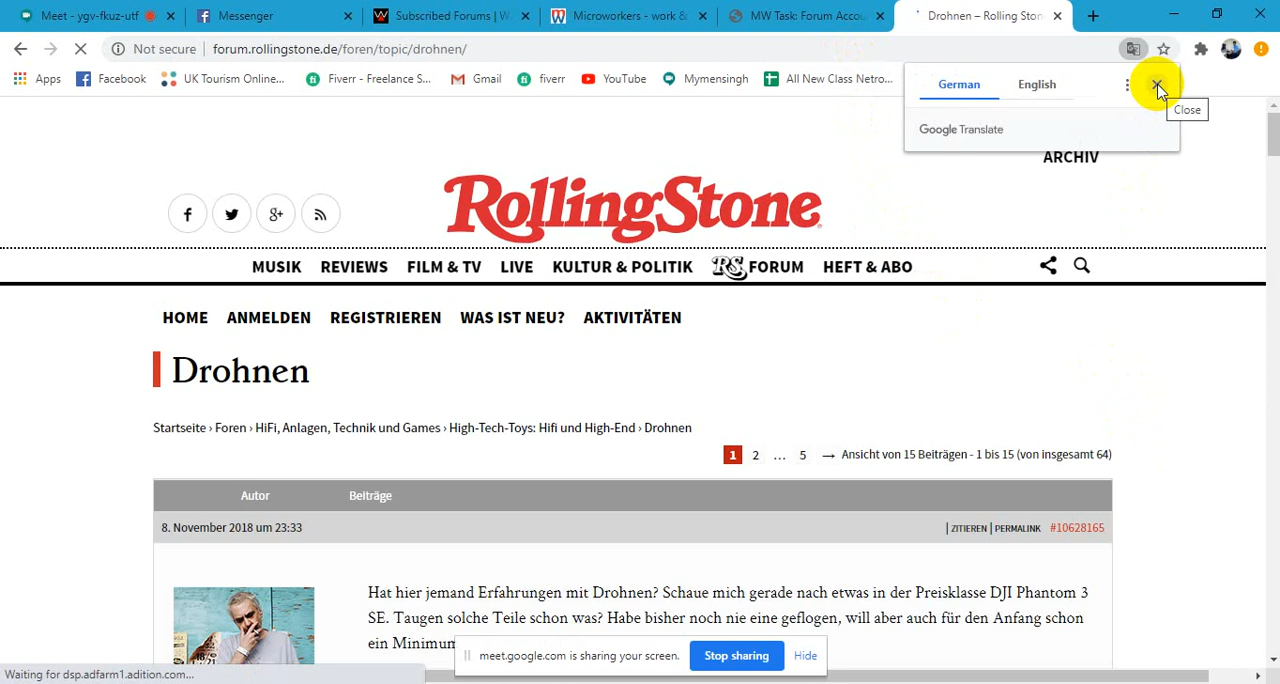 Meet - ygv-fkuz-utf
Messenger
Subscribed Forums | W
Microworkers - work &
MW Task: Forum Accou
Drohnen – Rolling Ston
Not secure | forum.rollingstone.de/foren/topic/drohnen/
Apps
Facebook
UK Tourism Online...
Fiverr - Freelance S...
Gmail
fiverr
YouTube
Mymersingh
All New Class Netro...
German
English
Close
Google Translate
ARCHIV
RollingStone
MUSIK
REVIEWS
FILM & TV
LIVE
KULTUR & POLITIK
RS FORUM
HEFT & ABO
HOME
ANMELDEN
REGISTRIEREN
WAS IST NEU?
AKTIVITÄTEN
Drohnen
Startseite › Foren › HiFi, Anlagen, Technik und Games › High-Tech-Toys: Hifi und High-End › Drohnen
1 2 … 5 → Ansicht von 15 Beiträgen - 1 bis 15 (von insgesamt 64)
Autor Beiträge
8. November 2018 um 23:33 | ZITIEREN | PERMALINK #10628165
Hat hier jemand Erfahrungen mit Drohnen? Schaue mich gerade nach etwas in der Preisklasse DJI Phantom 3
SE. Taugen solche Teile schon was? Habe bisher noch nie eine geflogen, will aber auch für den Anfang schon
ein Minimum
meet.google.com is sharing your screen. Stop sharing Hide
Waiting for dsp.adfarm1.adition.com...